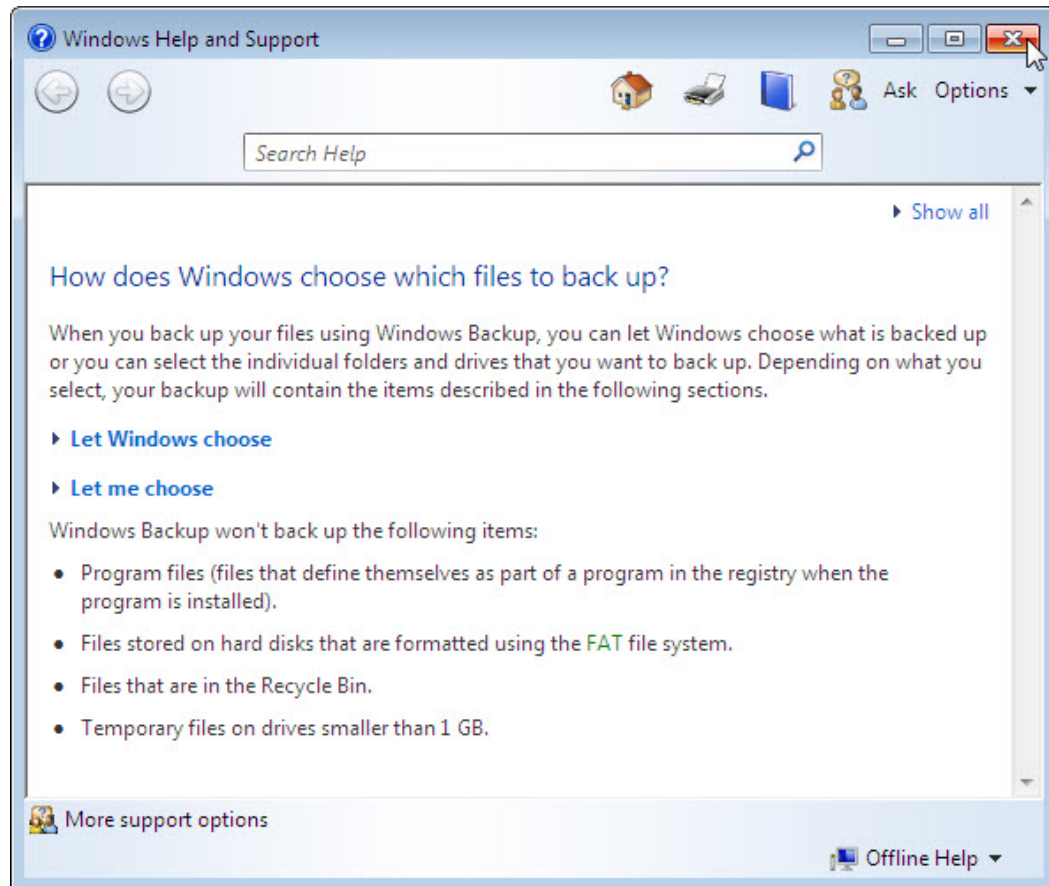 Windows Help and Support
Ask Options
Search Help
Show all
How does Windows choose which files to back up?
When you back up your files using Windows Backup, you can let Windows choose what is backed up
or you can select the individual folders and drives that you want to back up. Depending on what you
select, your backup will contain the items described in the following sections.
Let Windows choose
Let me choose
Windows Backup won't back up the following items:
• Program files (files that define themselves as part of a program in the registry when the
program is installed).
• Files stored on hard disks that are formatted using the FAT file system.
• Files that are in the Recycle Bin.
• Temporary files on drives smaller than 1 GB.
More support options
Offline Help